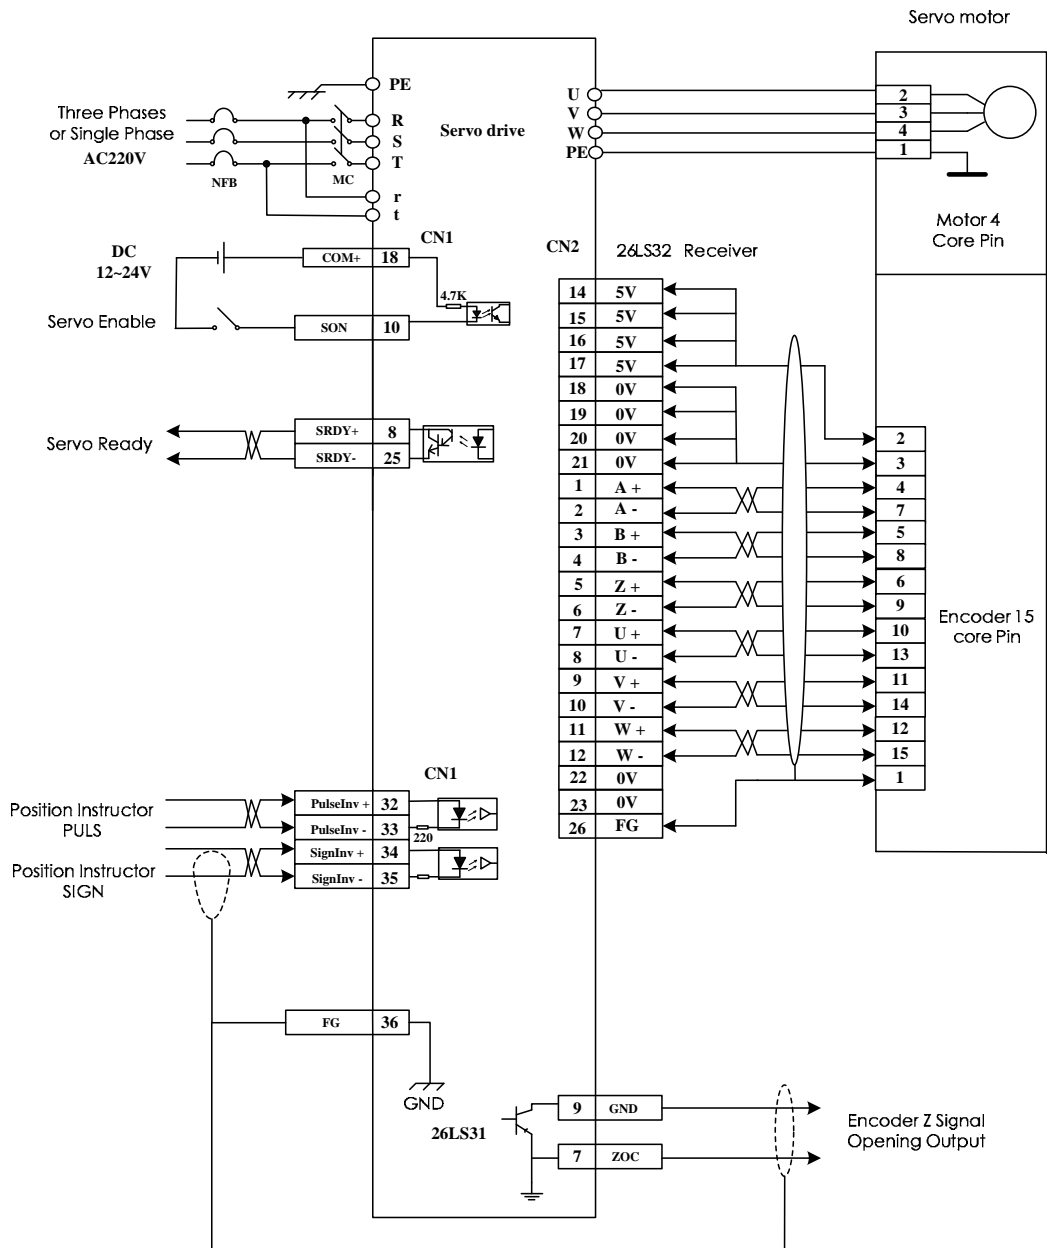 Servo motor
PE
Three Phases
or Single Phase
AC220V
R
S
T
NFB
MC
r
t
Servo drive
U
V
W
PE
2
3
4
1
Motor 4
Core Pin
CN1
DC
12~24V
COM+ 18
4.7K
Servo Enable
SON 10
Servo Ready
SRDY+ 8
SRDY- 25
CN2
26LS32 Receiver
14 5V
15 5V
16 5V
17 5V
18 0V
19 0V
20 0V
21 0V
1 A +
2 A -
3 B +
4 B -
5 Z +
6 Z -
7 U +
8 U -
9 V +
10 V -
11 W +
12 W -
22 0V
23 0V
26 FG
2
3
4
7
5
8
6
9
10
13
11
14
12
15
1
Encoder 15
core Pin
CN1
Position Instructor
PULS
PulseInv + 32
PulseInv - 33
220
Position Instructor
SIGN
SignInv + 34
SignInv - 35
FG 36
GND
26LS31
9 GND
7 ZOC
Encoder Z Signal
Opening Output